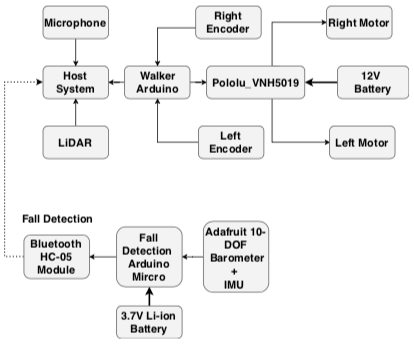 Microphone
Right
Encoder
Right Motor
Host
System
Walker
Arduino
Pololu_VNH5019
12V
Battery
LiDAR
Left
Encoder
Left Motor
Fall Detection
Bluetooth
HC-05
Module
Fall
Detection
Arduino
Mircro
Adafruit 10-
DOF
Barometer
+
IMU
3.7V Li-ion
Battery